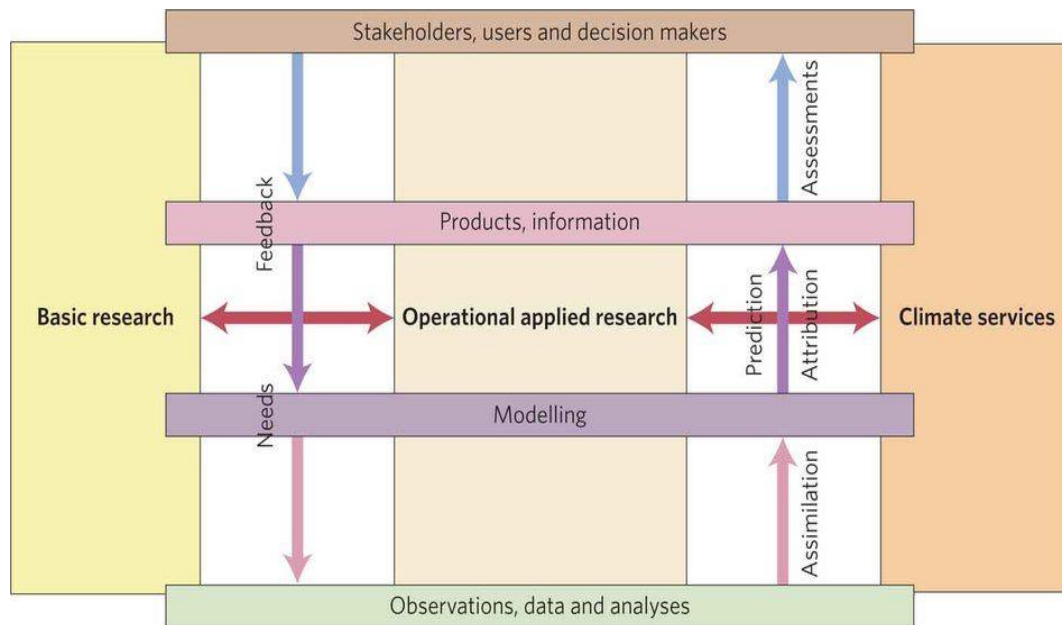 Stakeholders, users and decision makers
Feedback
Assessments
Products, information
Basic research
Operational applied research
Prediction
Attribution
Climate services
Needs
Modelling
Assimilation
Observations, data and analyses